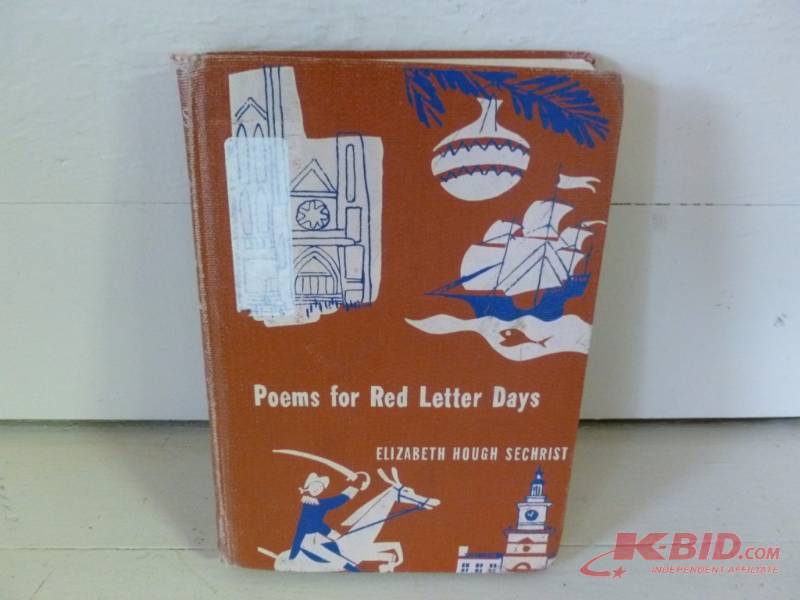 Poems for Red Letter Days
ELIZABETH HOUGH SECHRIST
K-BID.COM
INDEPENDENT AFFILIATE